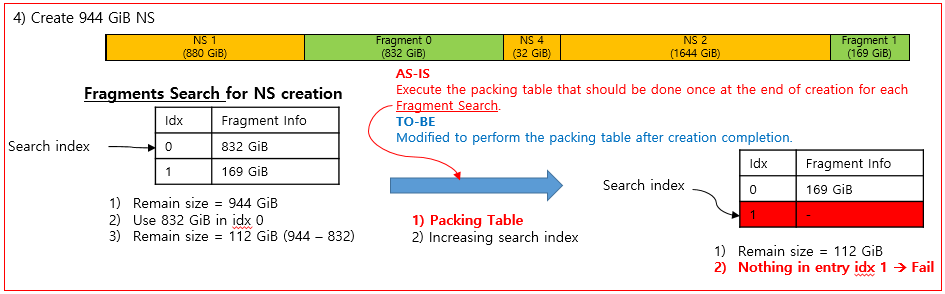 4) Create 944 GiB NS
NS 1
(880 GiB)
Fragment 0
(832 GiB)
NS 4
(32 GiB)
NS 2
(1644 GiB)
Fragment 1
(169 GiB)
AS-IS
Execute the packing table that should be done once at the end of creation for each
Fragment Search.
TO-BE
Modified to perform the packing table after creation completion.
Fragments Search for NS creation
Idx Fragment Info
Search index
0 832 GiB
1 169 GiB
1) Remain size = 944 GiB
2) Use 832 GiB in idx 0
3) Remain size = 112 GiB (944 – 832)
1) Packing Table
2) Increasing search index
Search index
Idx Fragment Info
0 169 GiB
1 -
1) Remain size = 112 GiB
2) Nothing in entry idx 1 → Fail